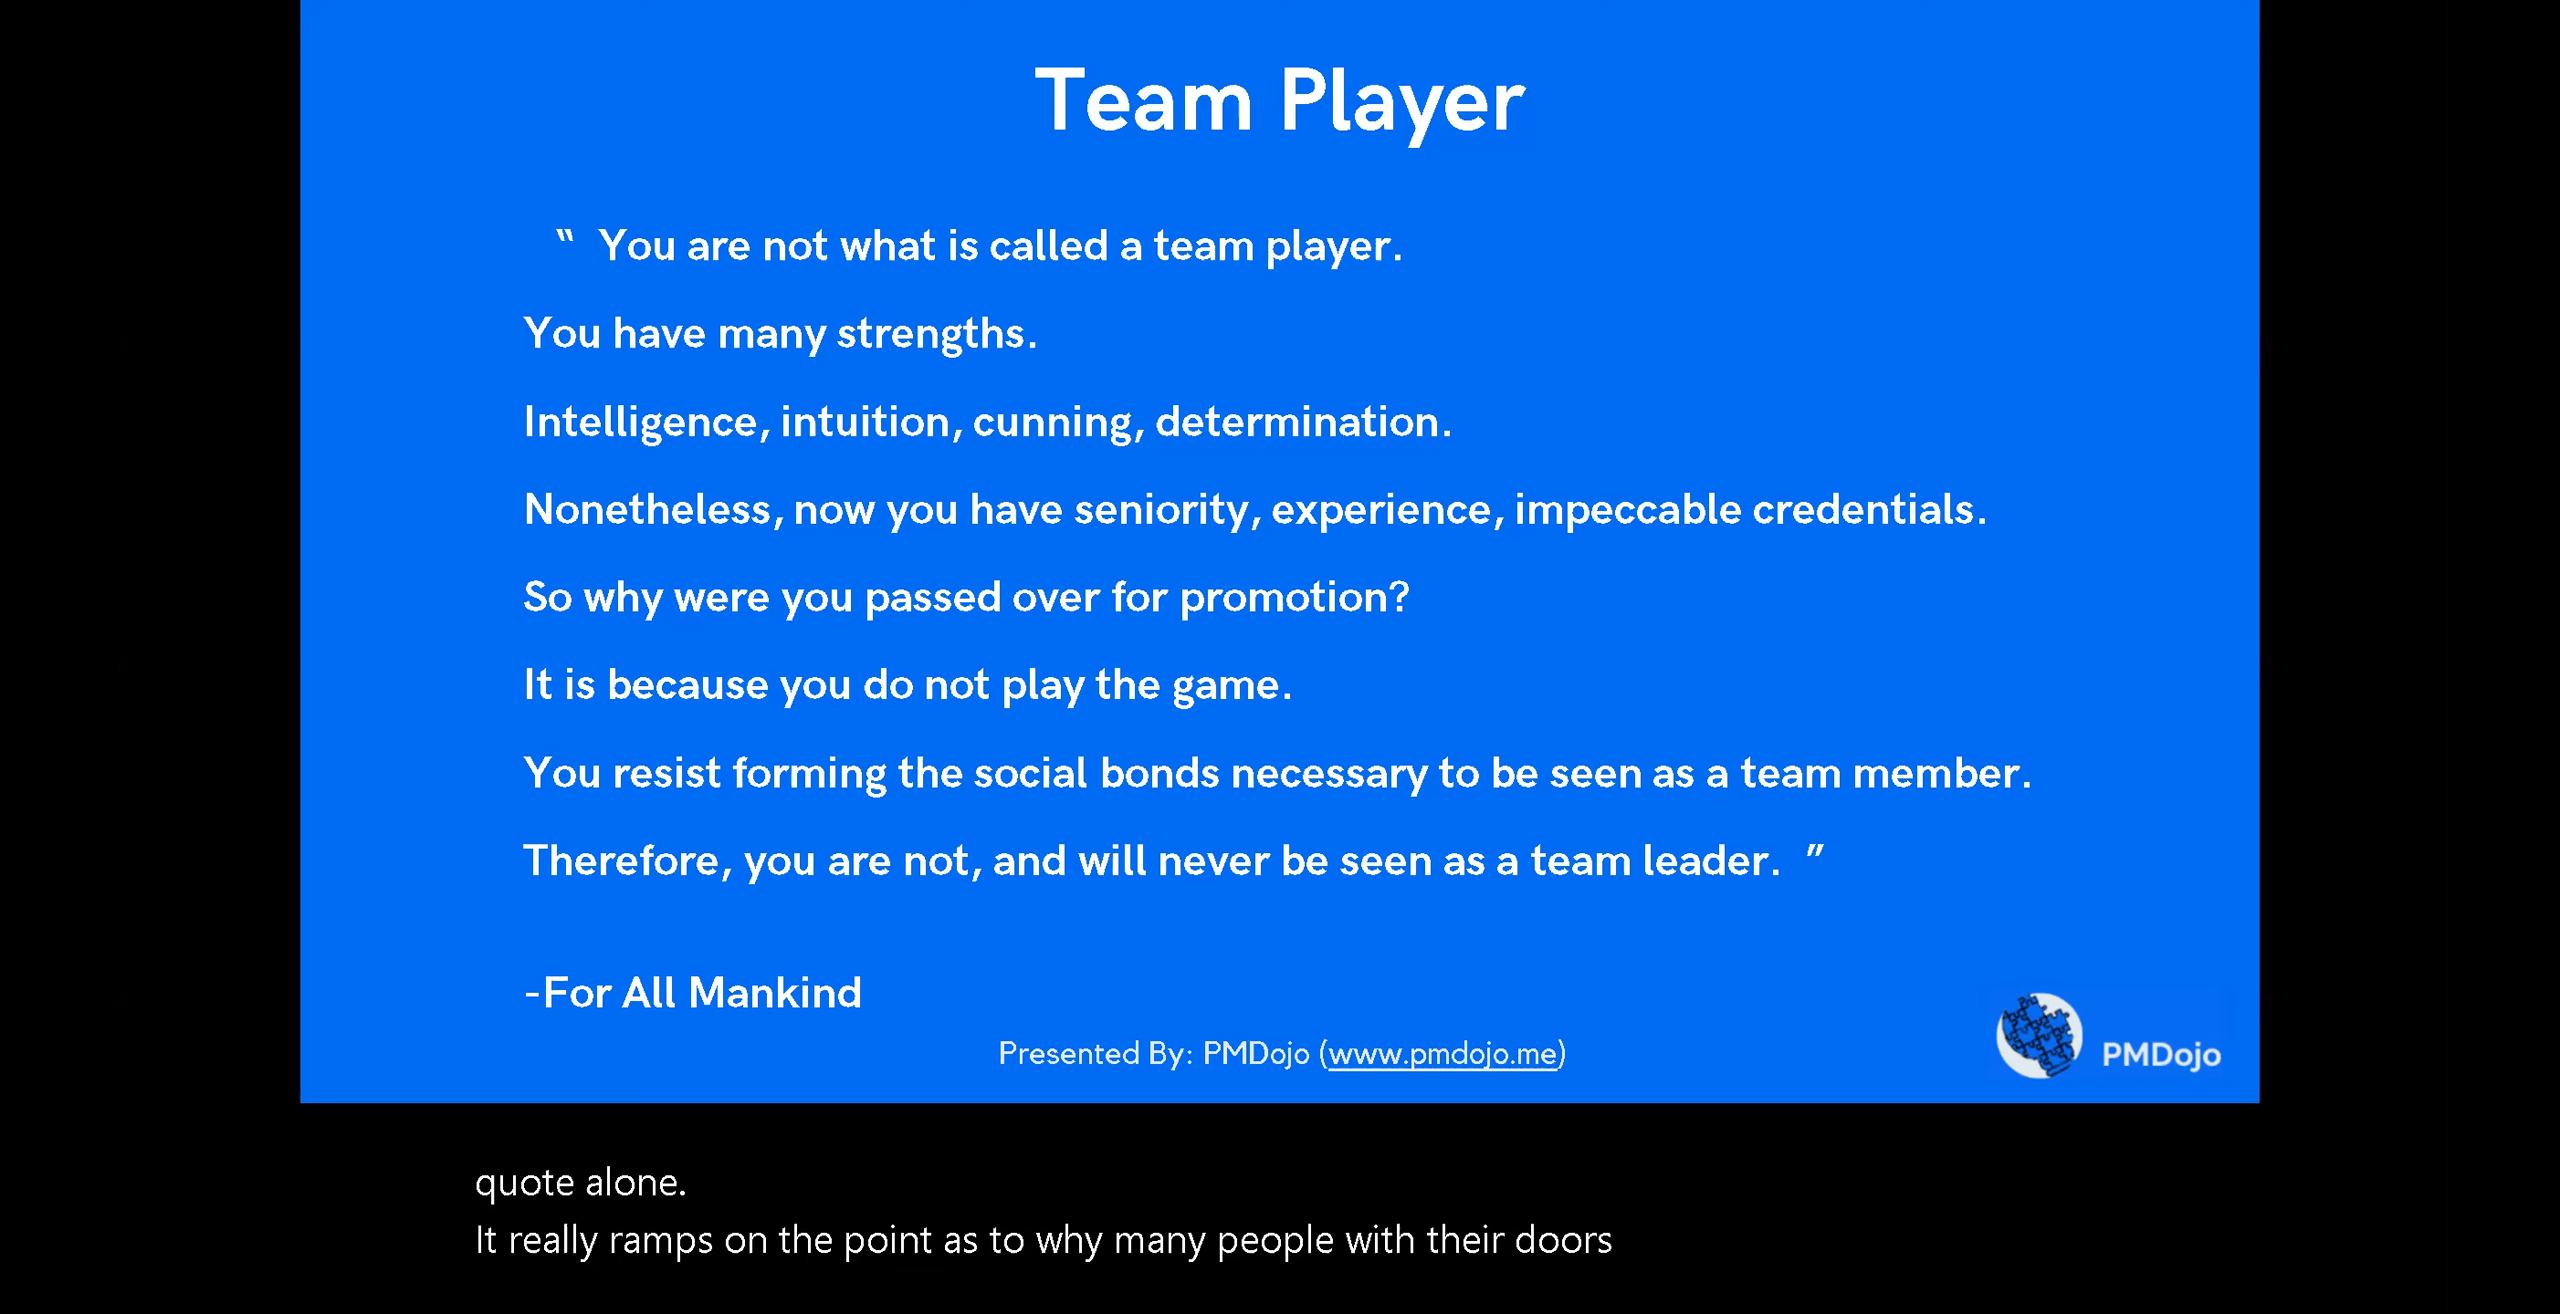 Team Player
“ You are not what is called a team player.
You have many strengths.
Intelligence, intuition, cunning, determination.
Nonetheless, now you have seniority, experience, impeccable credentials.
So why were you passed over for promotion?
It is because you do not play the game.
You resist forming the social bonds necessary to be seen as a team member.
Therefore, you are not, and will never be seen as a team leader. ”
-For All Mankind
Presented By: PMDojo (www.pmdojo.me)
PMDojo
quote alone.
It really ramps on the point as to why many people with their doors